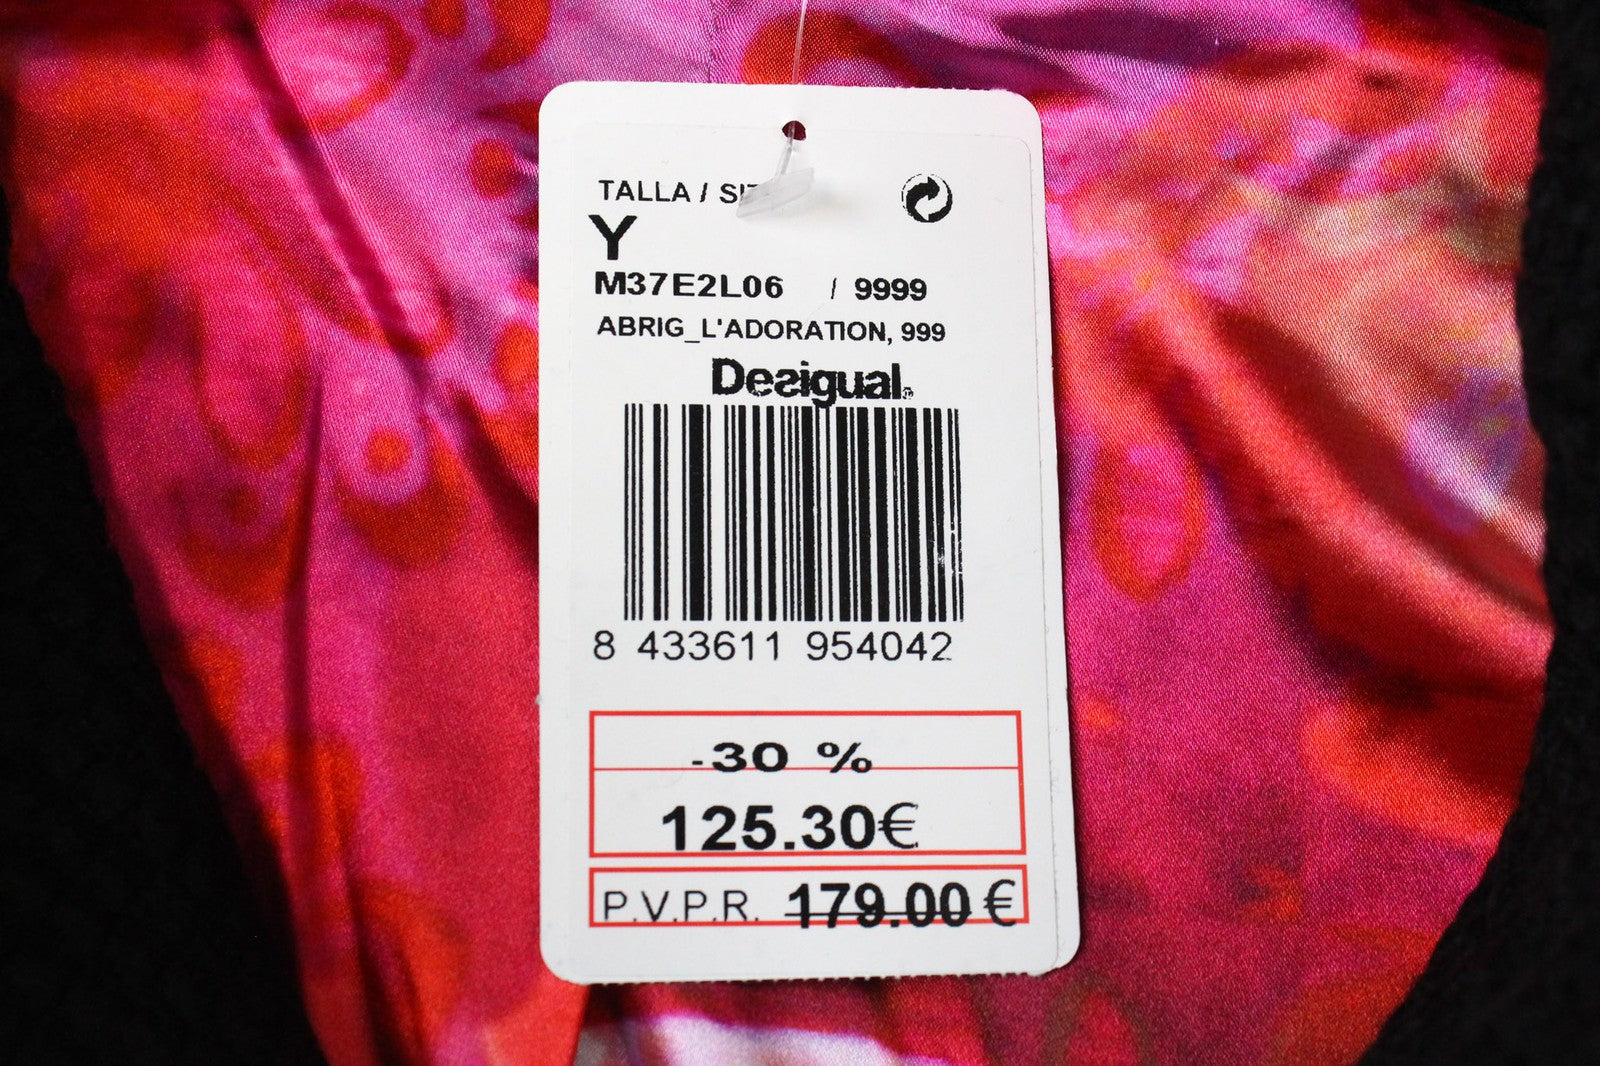 TALLA / SI
Y
M37E2L06 / 9999
ABRIG_L'ADORATION, 999
Desigual
8 433611 954042
-30 %
125.30€
P.V.P.R. 179.00 €